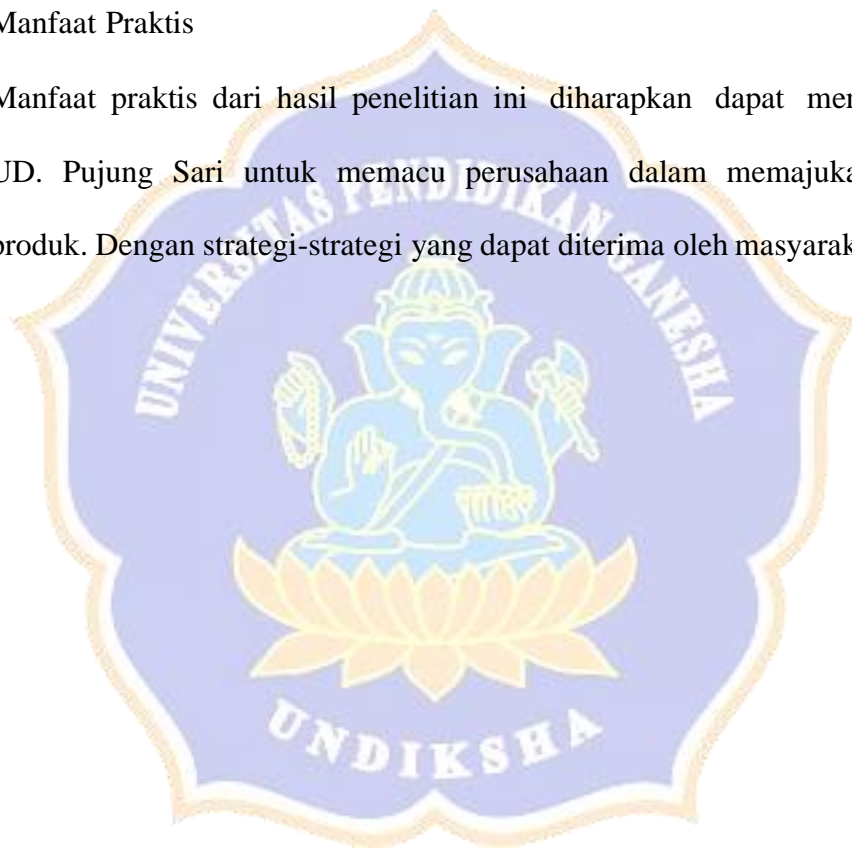 Manfaat Praktis
Manfaat praktis dari hasil penelitian ini diharapkan dapat
UD. Pujung Sari untuk memacu perusahaan dalam
produk. Dengan strategi-strategi yang dapat diterima oleh
UNIVERSITAS PENDIDIKAN GANESHA
UNDIKSHA